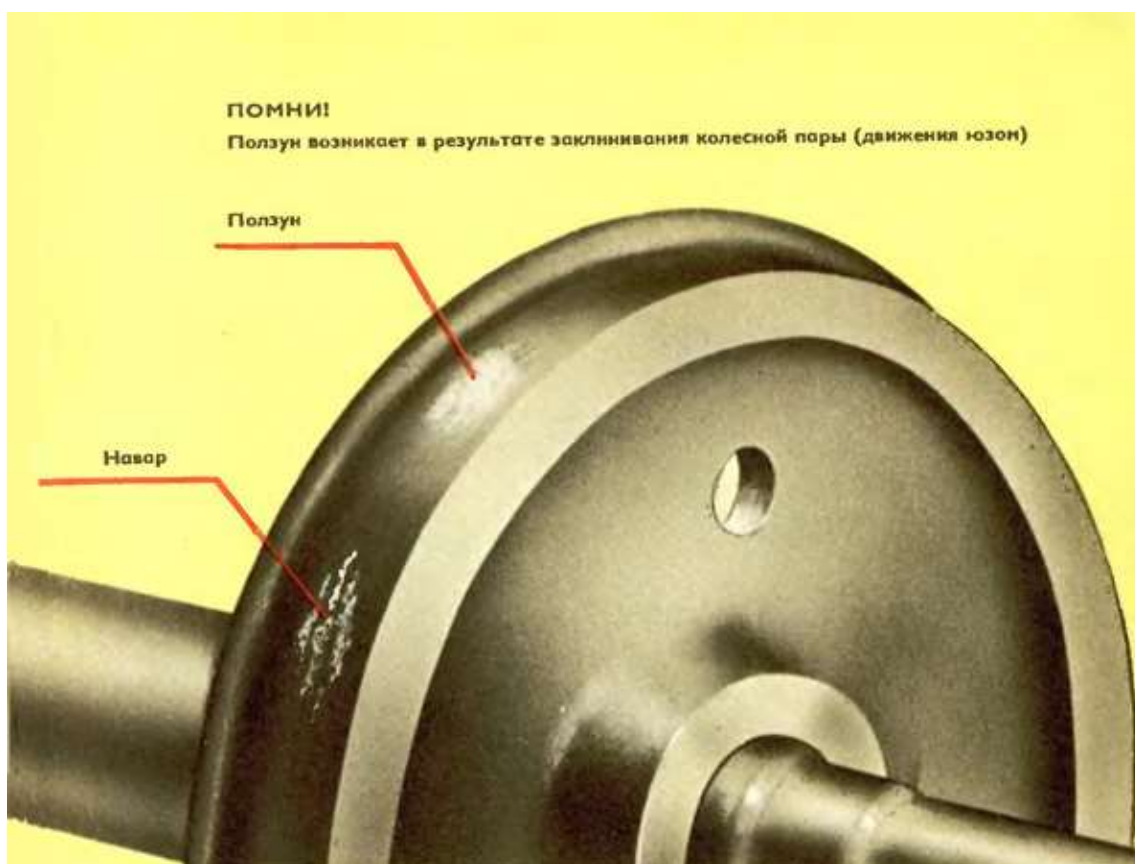 ПОМНИ!
Ползун возникает в результате заклинивания колесной пары (движения юзом)
Ползун
Навар